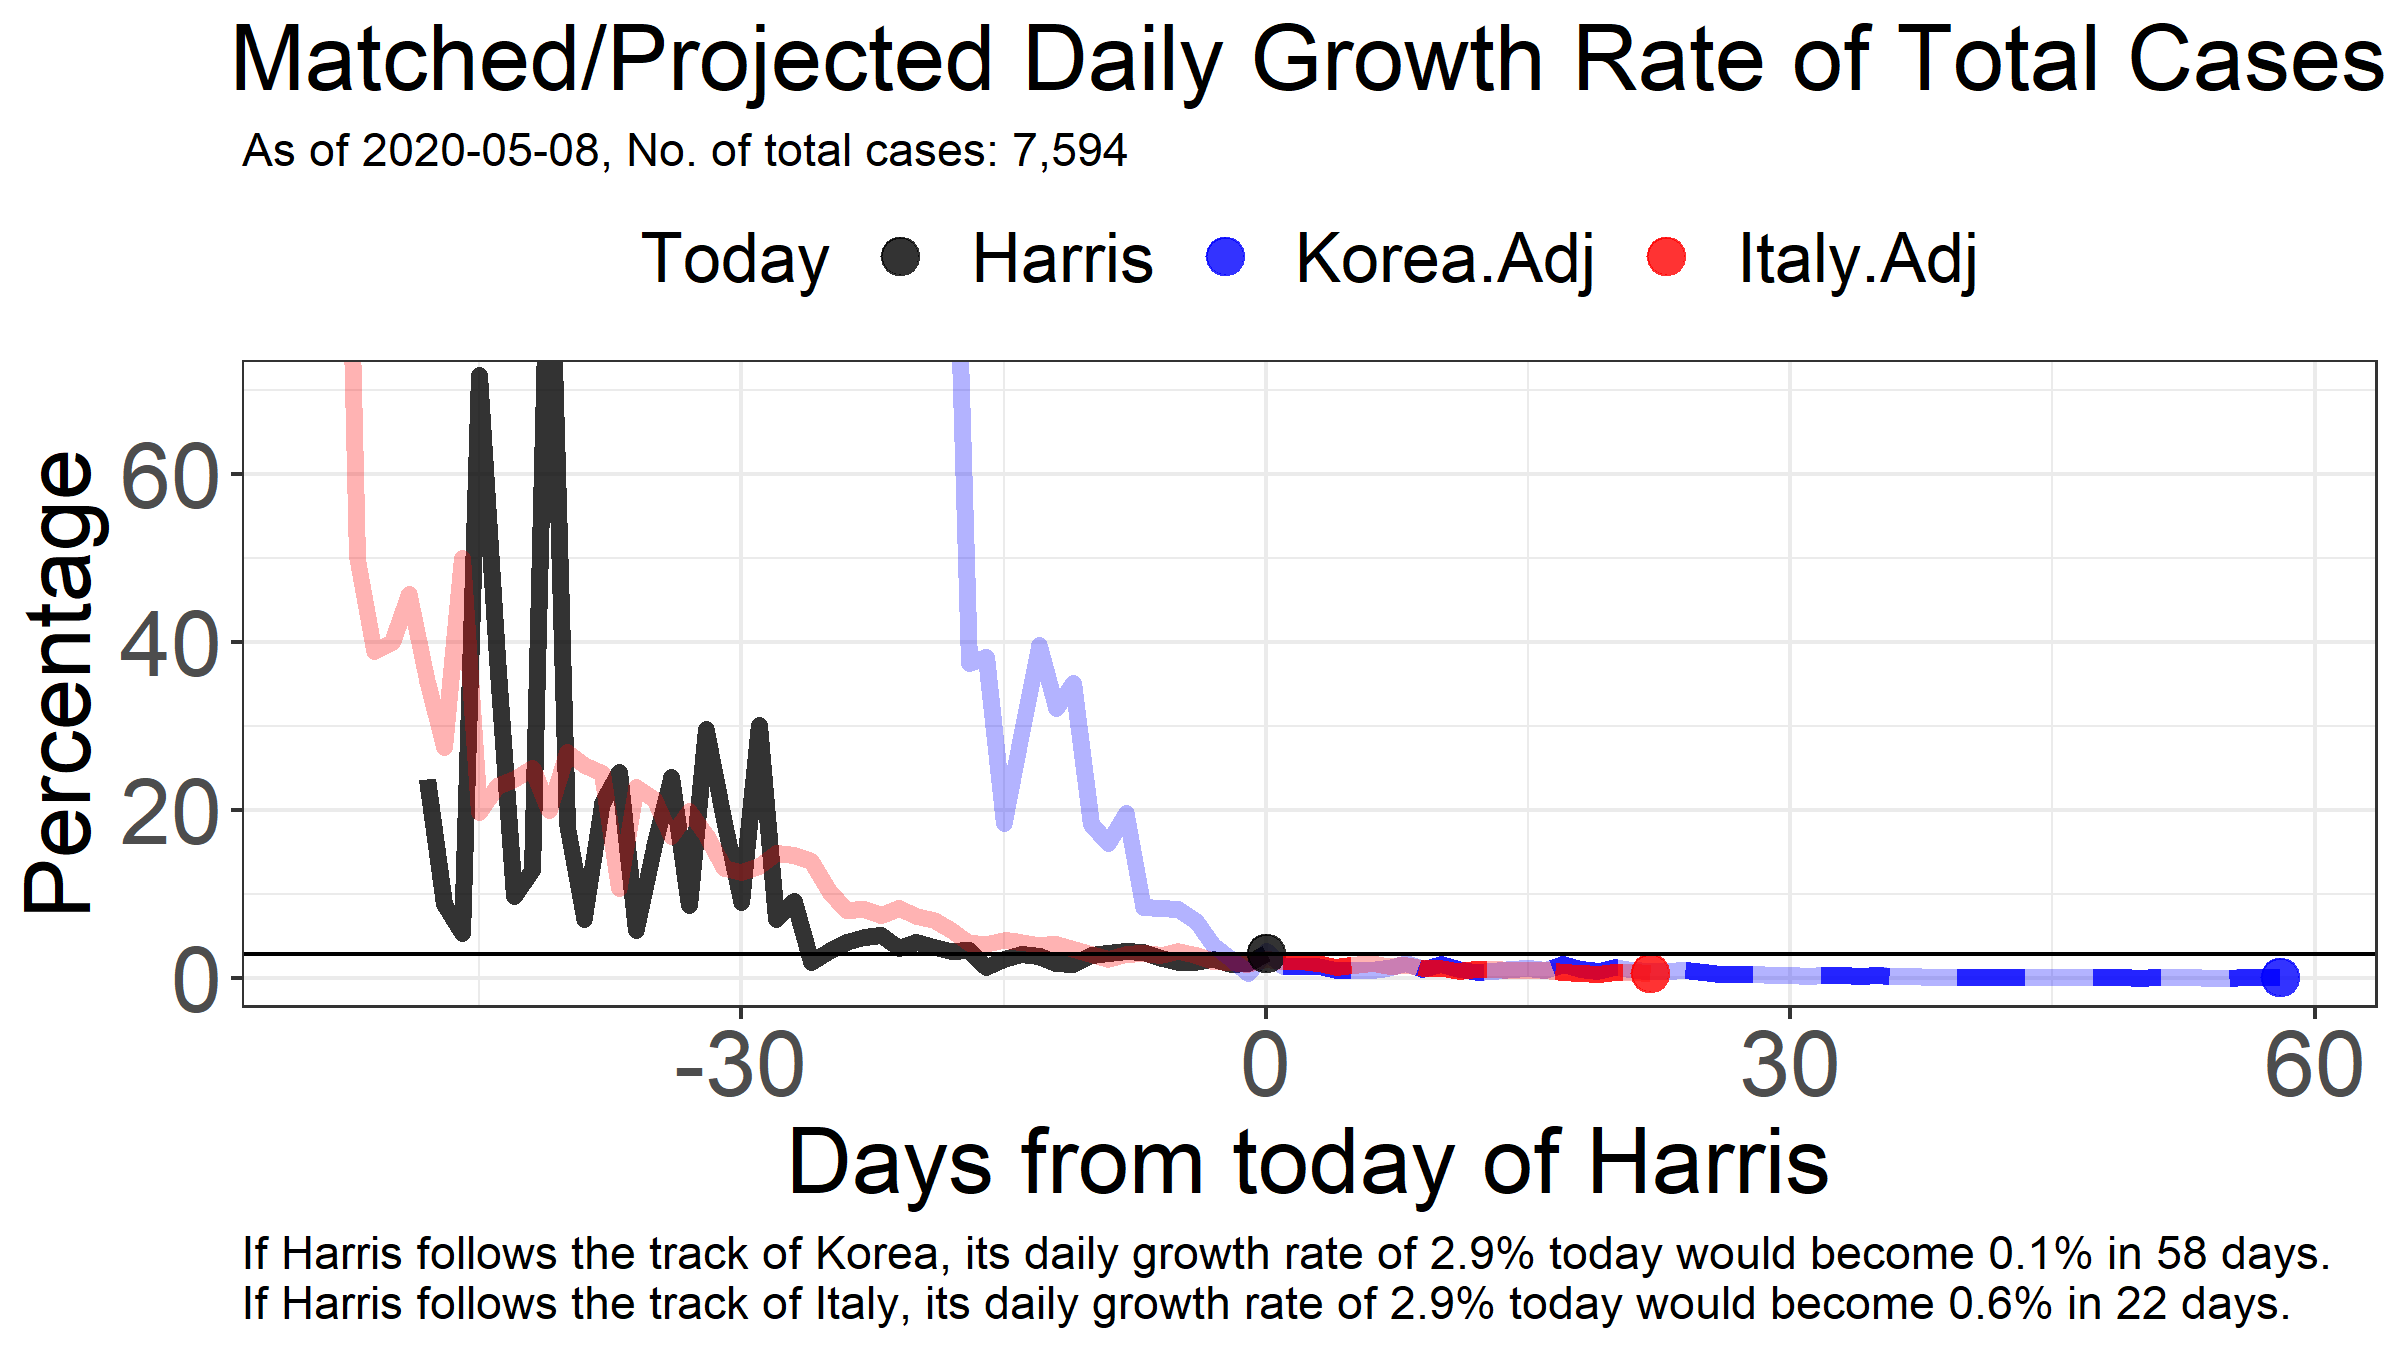 Matched/Projected Daily Growth Rate of Total Cases
As of 2020-05-08, No. of total cases: 7,594
Today Harris Korea.Adj Italy.Adj
Percentage
60
40
20
0
-30 0 30 60
Days from today of Harris
If Harris follows the track of Korea, its daily growth rate of 2.9% today would become 0.1% in 58 days.
If Harris follows the track of Italy, its daily growth rate of 2.9% today would become 0.6% in 22 days.